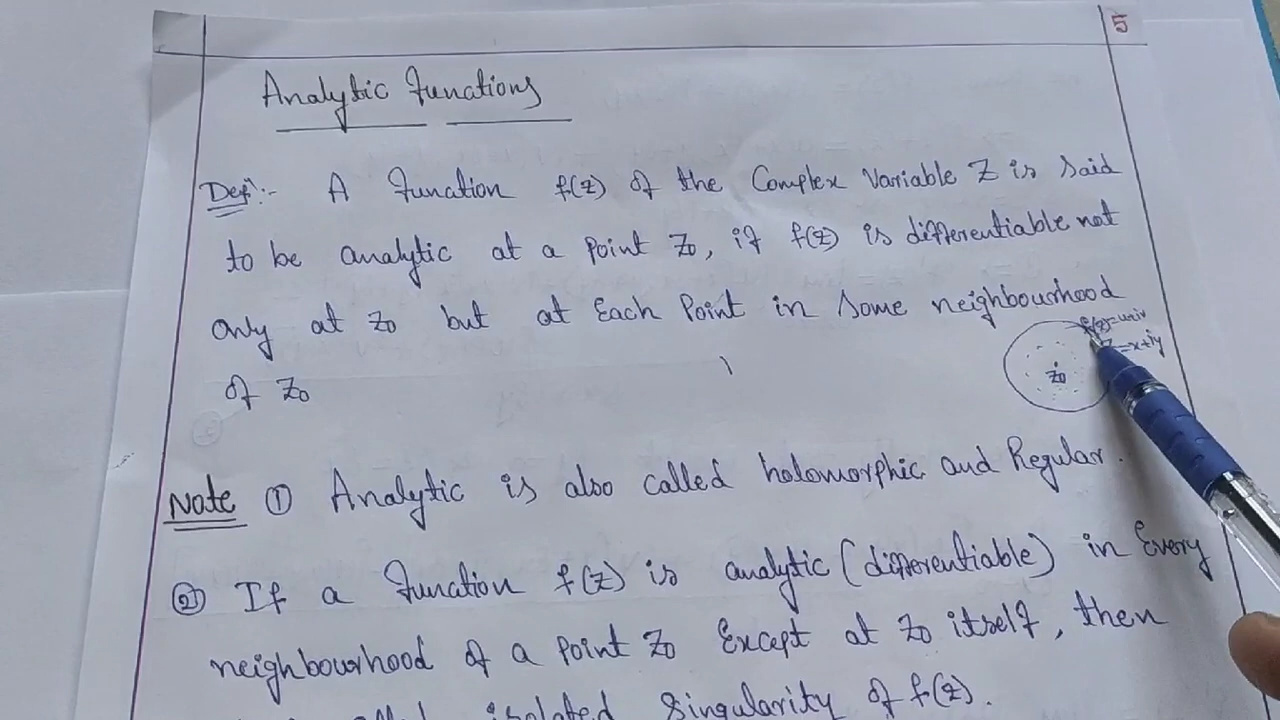 5
Analytic Functions
Defⁿ:- A function f(z) of the Complex Variable Z is said
to be analytic at a point Z₀, if f(z) is differentiable not
only at z₀ but at Each Point in some neighbourhood
f(z)=u+iv
z=x+iy
z₀
of z₀
Note ① Analytic is also called holomorphic and Regular.
② If a function f(z) is analytic (differentiable) in Every
neighbourhood of a point Z₀ Except at z₀ itself, then
isolated singularity of f(z).